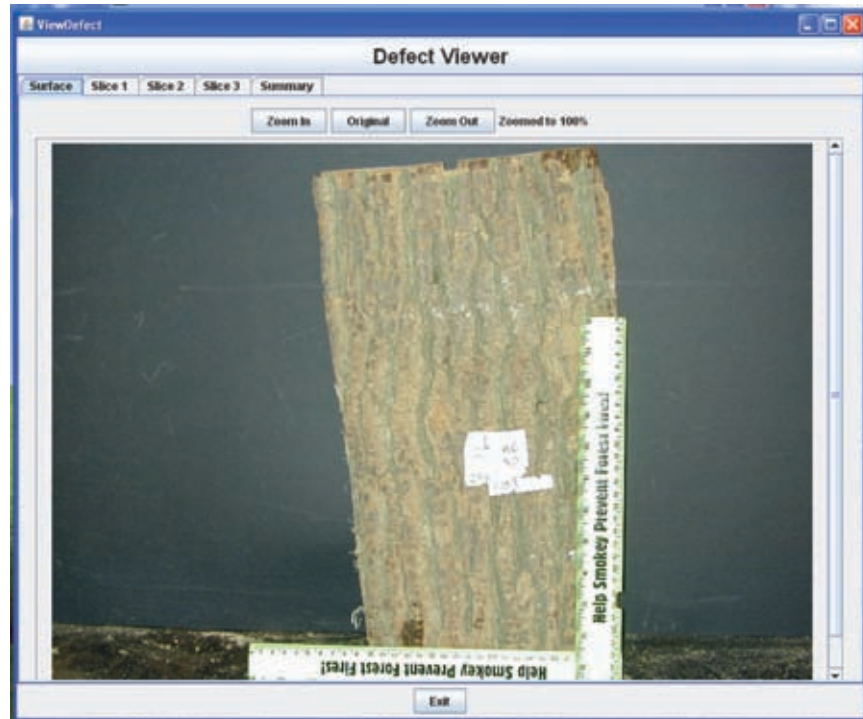 ViewDefect
Defect Viewer
Surface Slice 1 Slice 2 Slice 3 Summary
Zoom In Original Zoom Out Zoomed to 100%
Help Smokey Prevent Forest Fires!
Help Smokey Prevent Forest Fires!
Exit